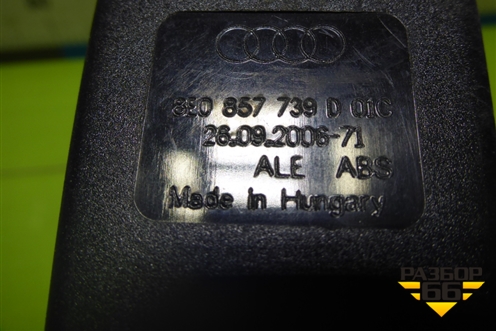 8E0 857 739 D 01C
26.09.2006-71
ALE ABS
Made in Hungary
РАЗБОР
66